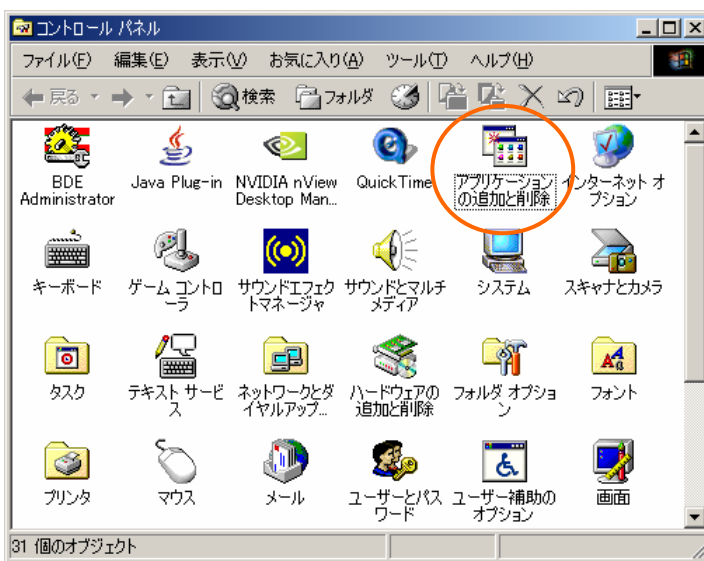 コントロール パネル
ファイル(F) 編集(E) 表示(V) お気に入り(A) ツール(T) ヘルプ(H)
戻る 検索 フォルダ
BDE
Administrator
Java Plug-in
NVIDIA nView
Desktop Man...
QuickTime
アプリケーション
の追加と削除
インターネット オ
プション
キーボード
ゲーム コントロ
ーラ
サウンドエフェク
トマネージャ
サウンドとマルチ
メディア
システム
スキャナとカメラ
タスク
テキスト サービ
ス
ネットワークとダ
イヤルアップ...
ハードウェアの
追加と削除
フォルダ オプショ
ン
フォント
プリンタ
マウス
メール
ユーザーとパス
ワード
ユーザー補助の
オプション
画面
31 個のオブジェクト